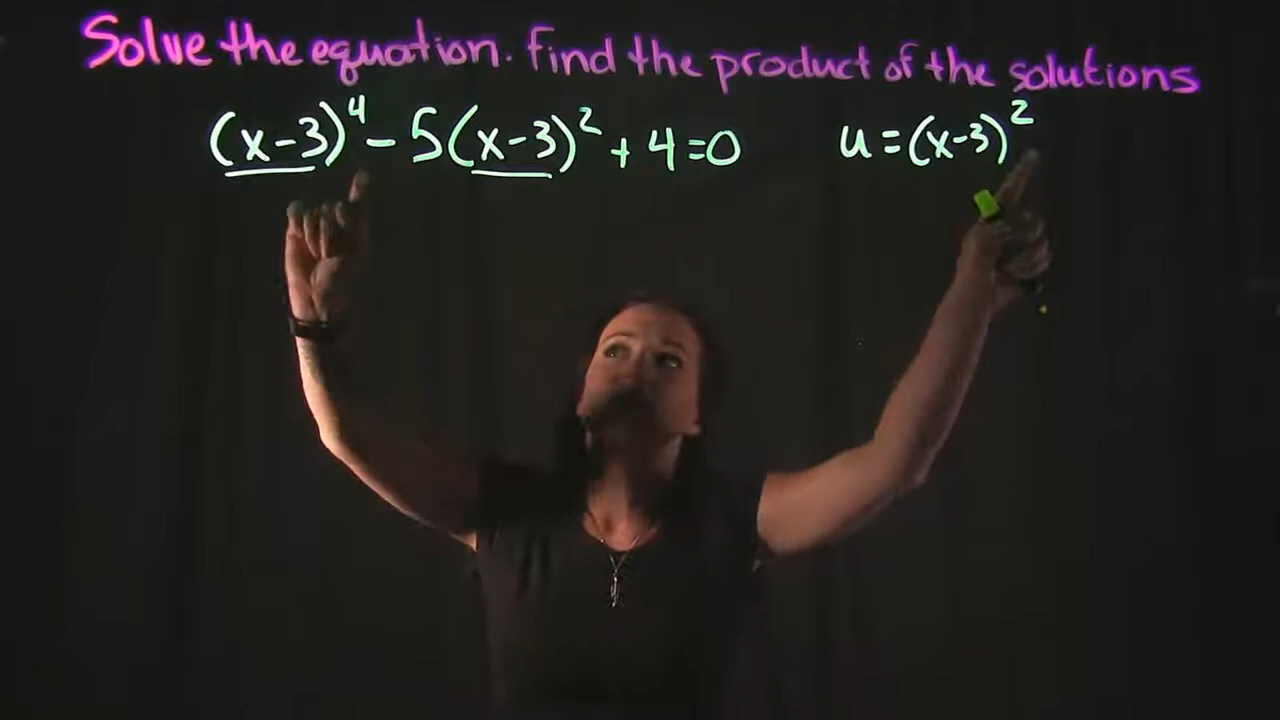 Solve the equation. Find the product of the solutions
(x-3)⁴ - 5(x-3)² + 4=0 u=(x-3)²